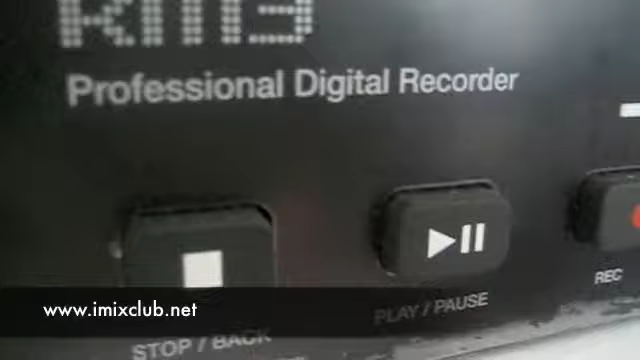 Professional Digital Recorder
PLAY / PAUSE
REC
www.imixclub.net
STOP / BACK